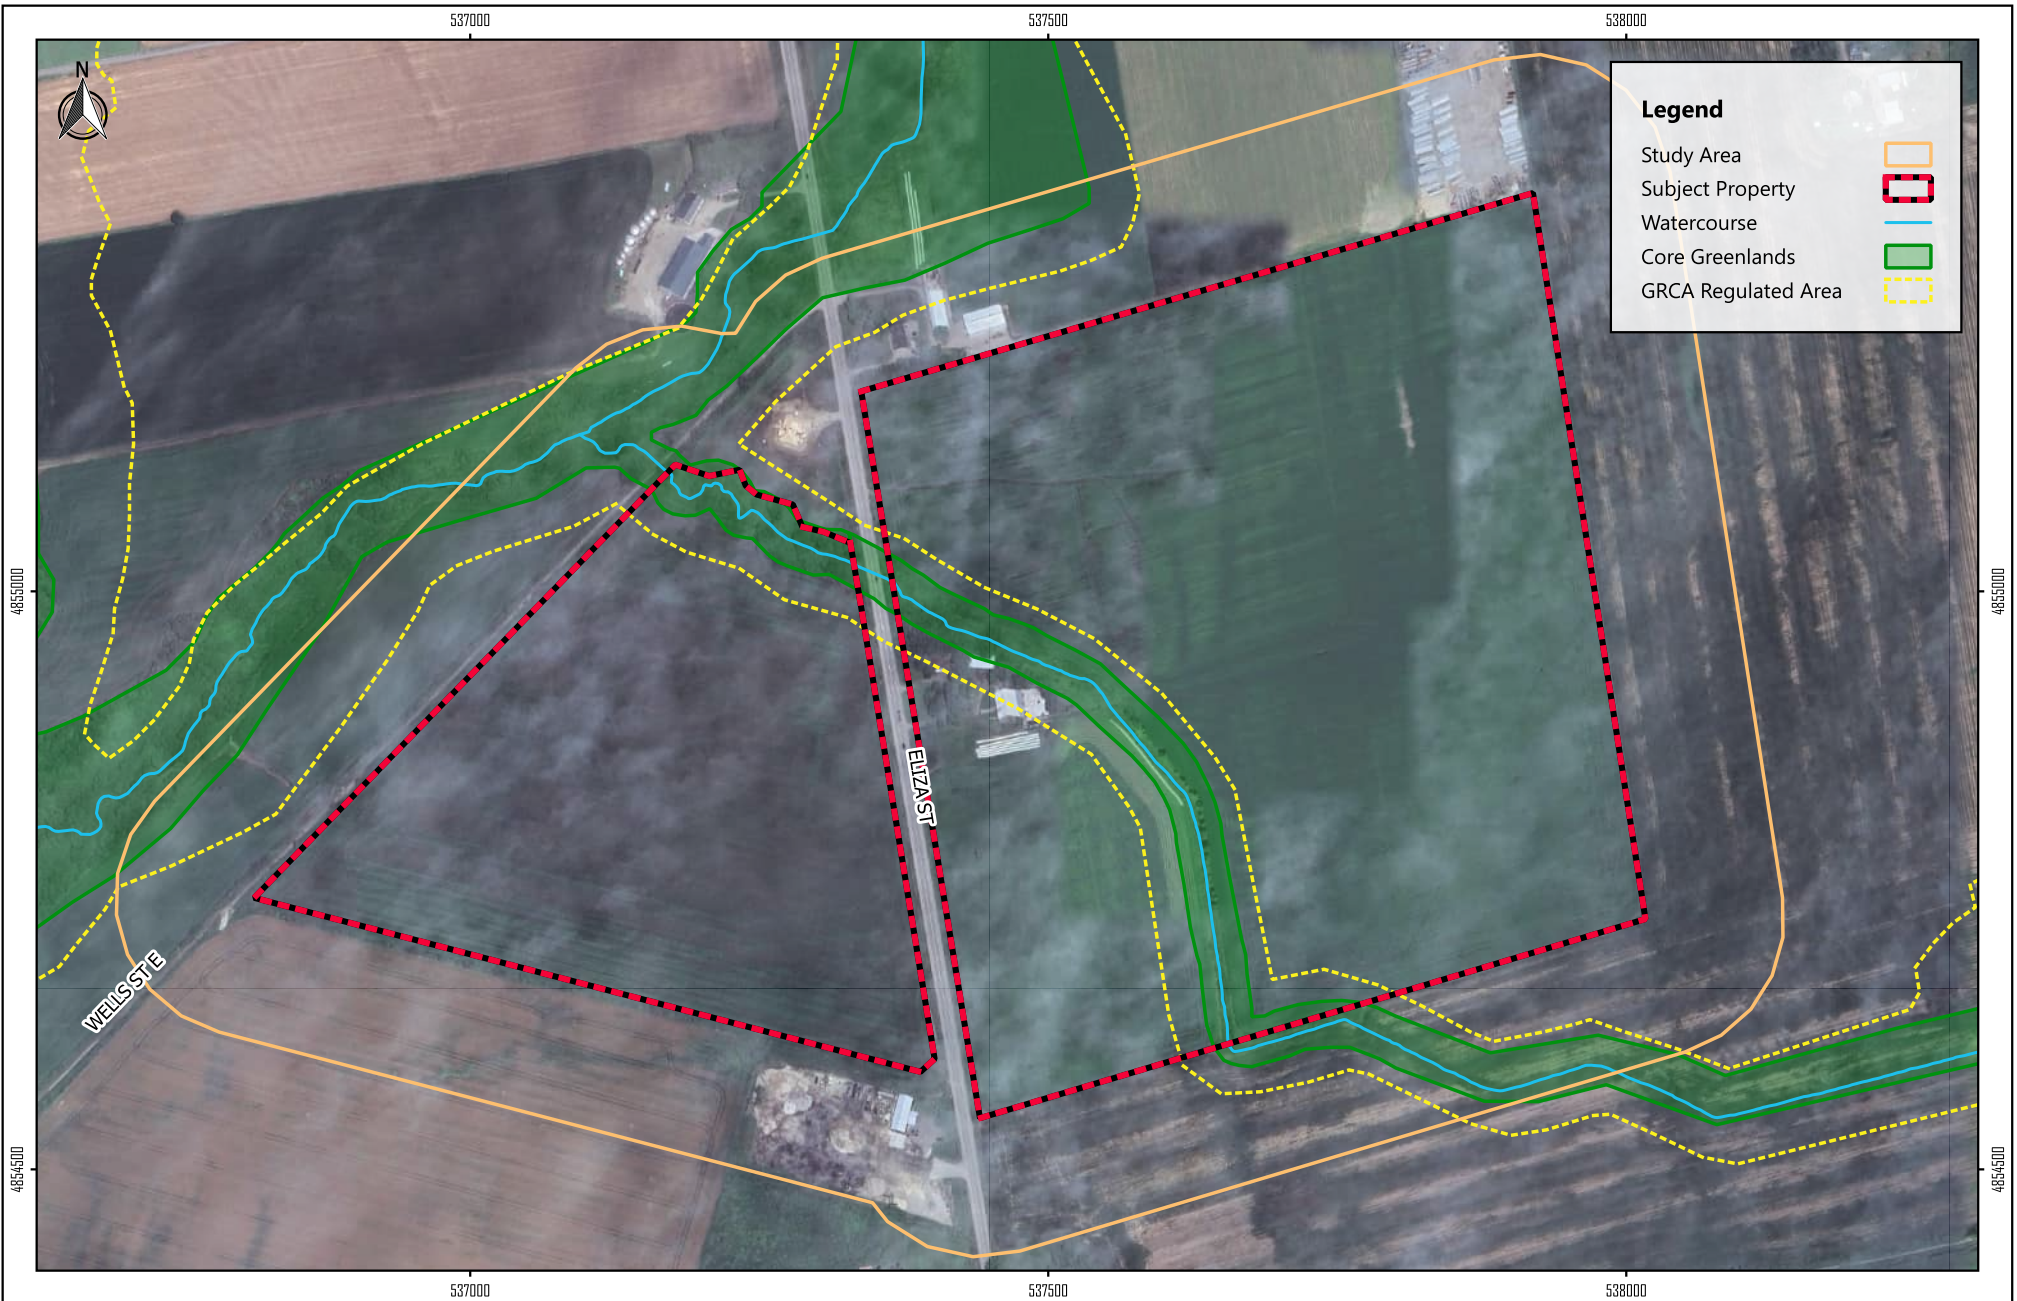 537000
537500
538000
N
Legend
Study Area
Subject Property
Watercourse
Core Greenlands
GRCA Regulated Area
4855000
4855000
ELIZA ST
WELLS ST E
4854500
4854500
537000
537500
538000